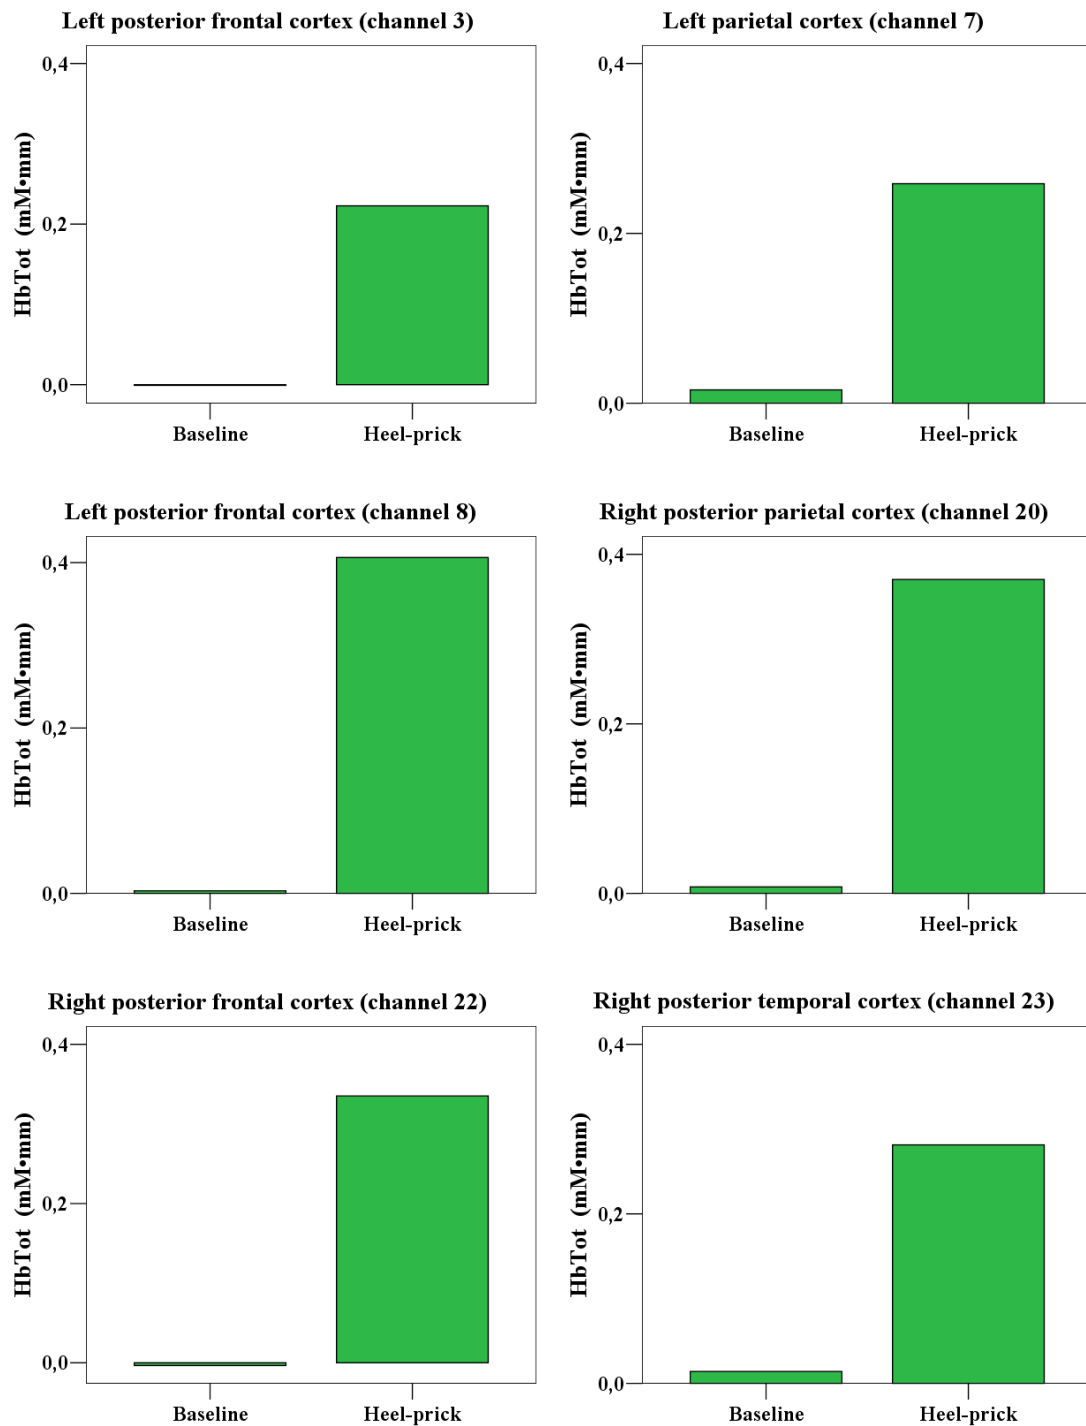 Left posterior frontal cortex (channel 3)
HbTot (mM•mm)
0,4
0,2
0,0
Baseline Heel-prick
Left parietal cortex (channel 7)
HbTot (mM•mm)
0,4
0,2
0,0
Baseline Heel-prick
Left posterior frontal cortex (channel 8)
HbTot (mM•mm)
0,4
0,2
0,0
Baseline Heel-prick
Right posterior parietal cortex (channel 20)
HbTot (mM•mm)
0,4
0,2
0,0
Baseline Heel-prick
Right posterior frontal cortex (channel 22)
HbTot (mM•mm)
0,4
0,2
0,0
Baseline Heel-prick
Right posterior temporal cortex (channel 23)
HbTot (mM•mm)
0,4
0,2
0,0
Baseline Heel-prick